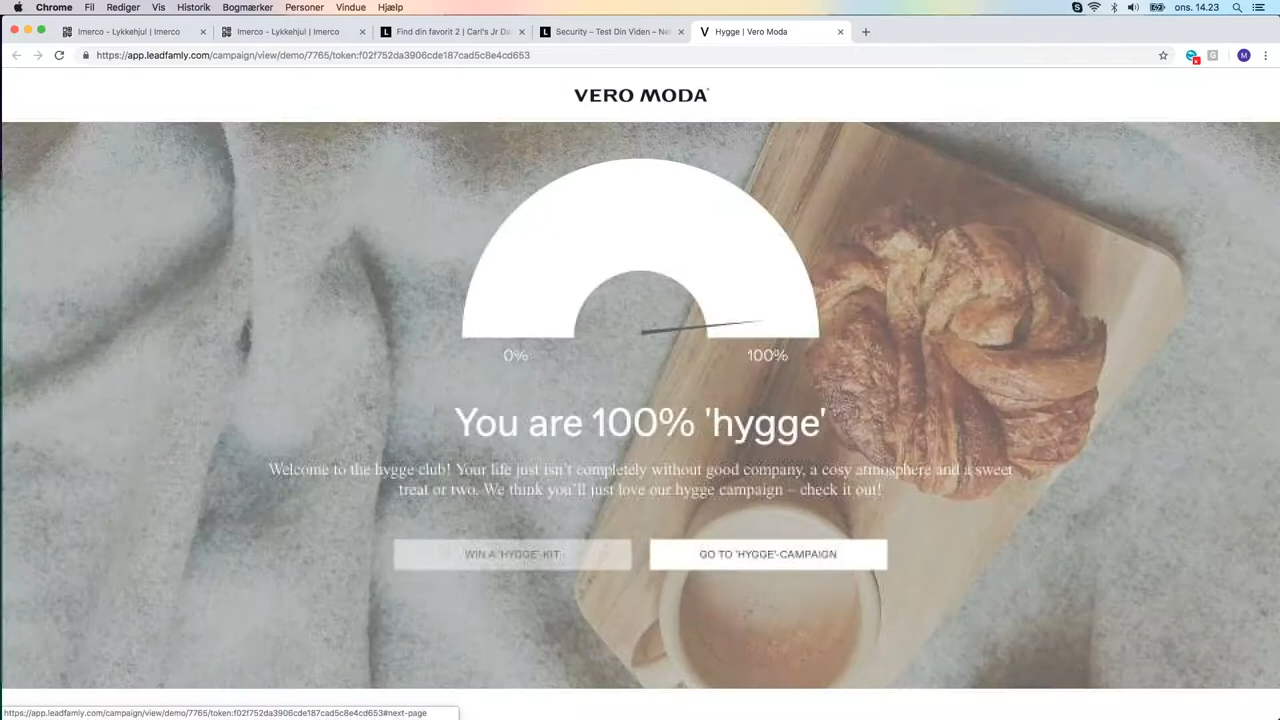 Chrome Fil Rediger Vis Historik Bogmærker Personer Vindue Hjælp ons. 14.23
Imerco - Lykkehjul | Imerco
Imerco - Lykkehjul | Imerco
Find din favorit 2 | Carl's Jr Da
Security – Test Din Viden – Ne
V Hygge | Vero Moda
https://app.leadfamly.com/campaign/view/demo/7765/token:f02f752da3906cde187cad5c8e4cd653
M
VERO MODA
0% 100%
You are 100% 'hygge'
Welcome to the hygge club! Your life just isn't completely without good company, a cosy atmosphere and a sweet
treat or two. We think you'll just love our hygge campaign – check it out!
WIN A 'HYGGE'-KIT GO TO 'HYGGE'-CAMPAIGN
https://app.leadfamly.com/campaign/view/demo/7765/token:f02f752da3906cde187cad5c8e4cd653#next-page